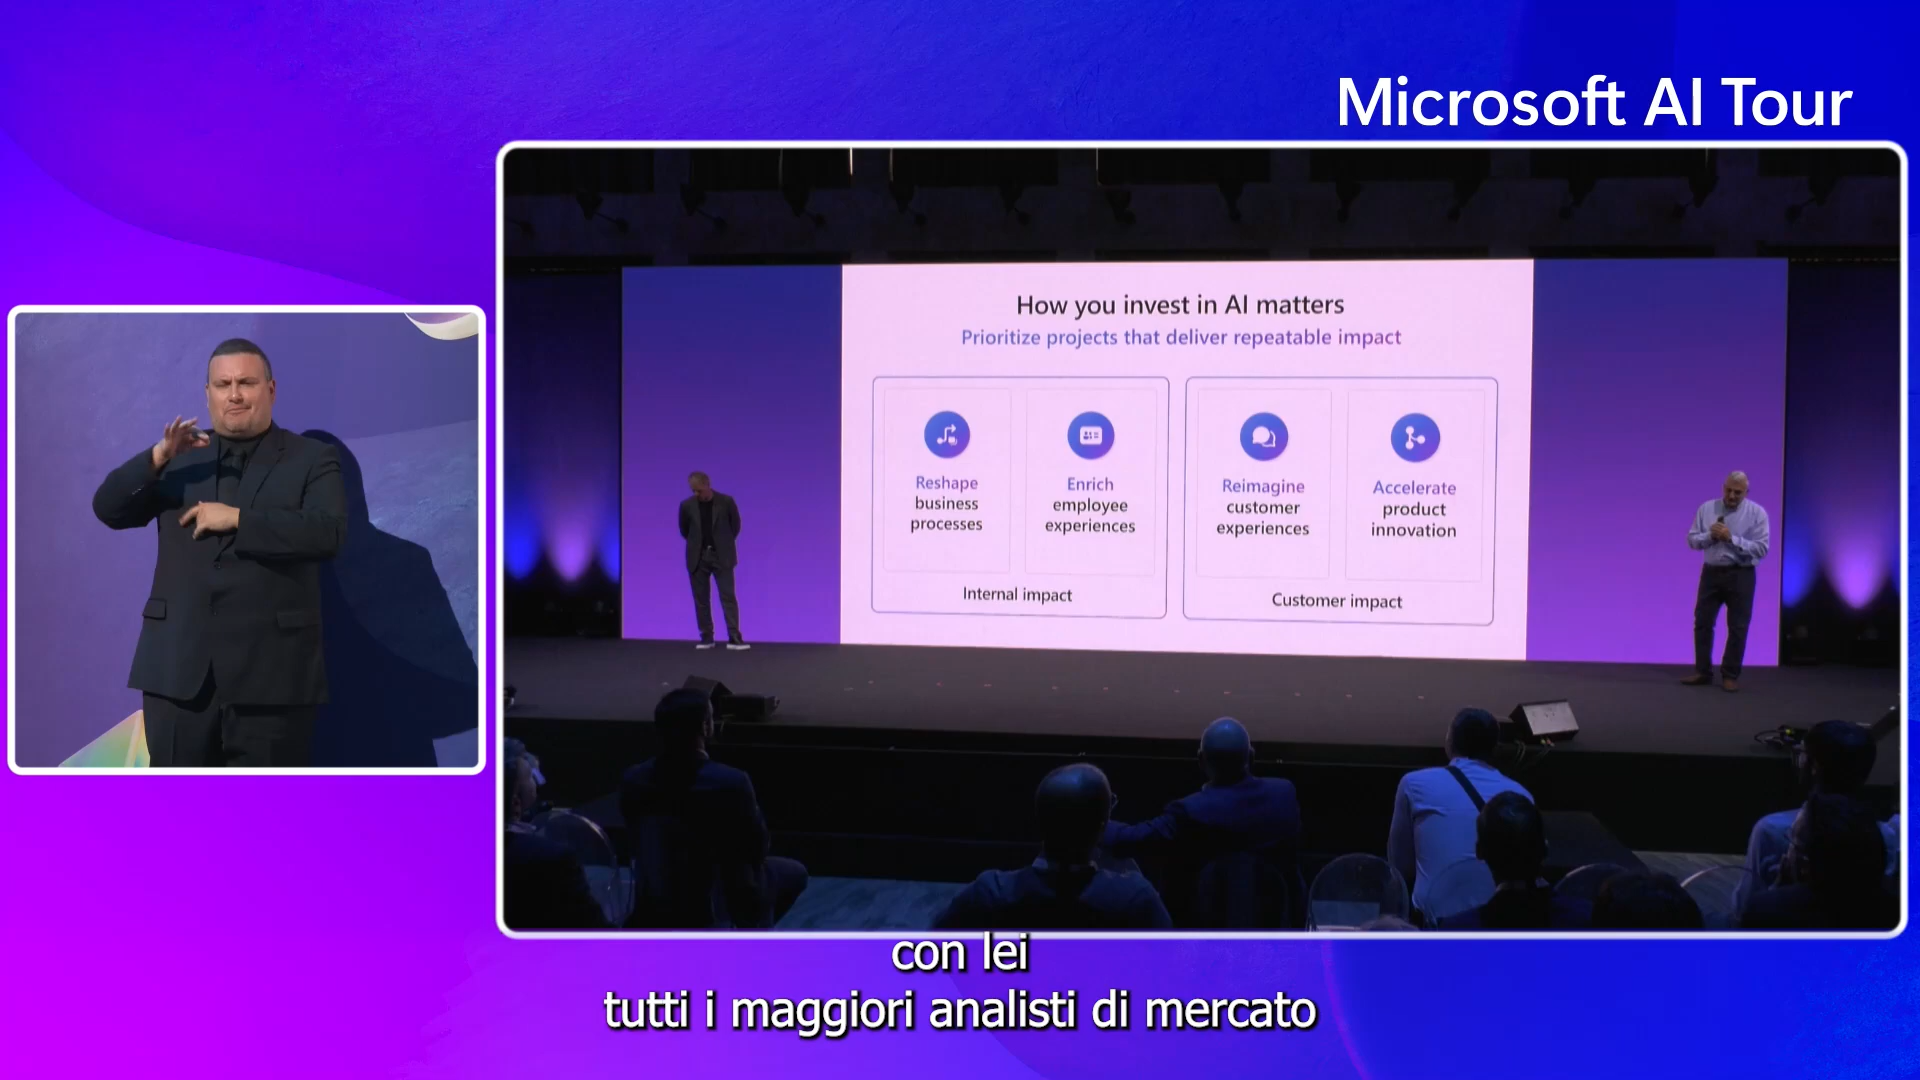 Microsoft AI Tour
How you invest in AI matters
Prioritize projects that deliver repeatable impact
Reshape
business
processes
Enrich
employee
experiences
Internal impact
Reimagine
customer
experiences
Accelerate
product
innovation
Customer impact
con lei
tutti i maggiori analisti di mercato